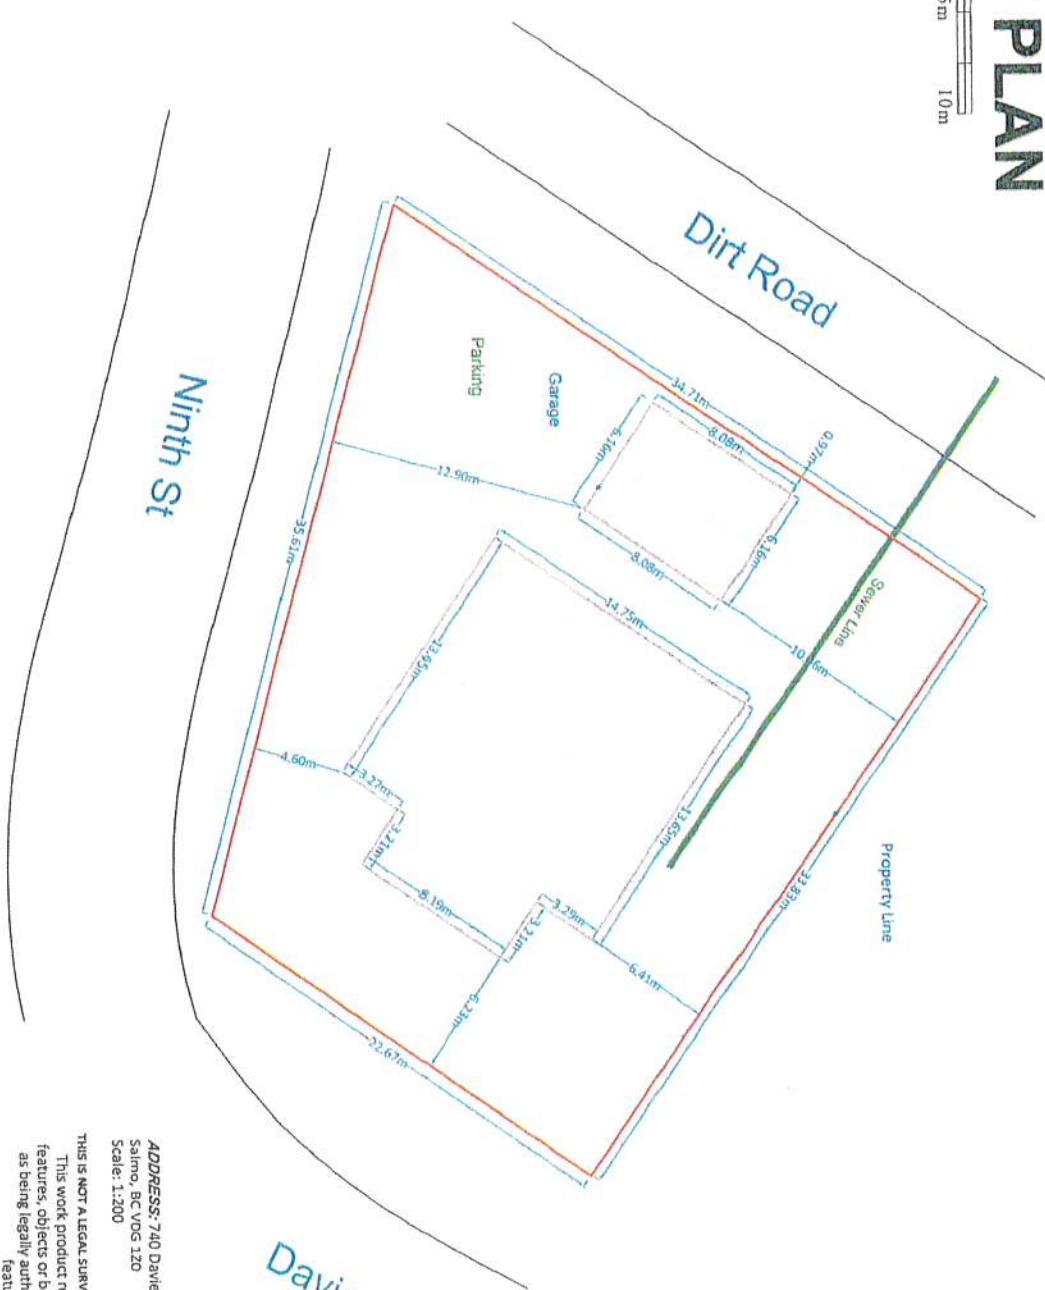 PLAN
5m 10m
Dirt Road
34.71m
0.97m
8.08m
6.16m
Garage
Parking
12.90m
8.08m
6.16m
Sewer Line
10.
Property Line
33.83m
14.75m
13.65m
13.65m
Ninth St
35.61m
4.60m
3.27m
3.21m
8.19m
3.21m
3.29m
6.41m
6.23m
22.67m
ADDRESS: 740 Davie
Salmo, BC V0G 1Z0
Scale: 1:200
THIS IS NOT A LEGAL SURV
This work product
features, objects or b
as being legally auth
featu
Davi